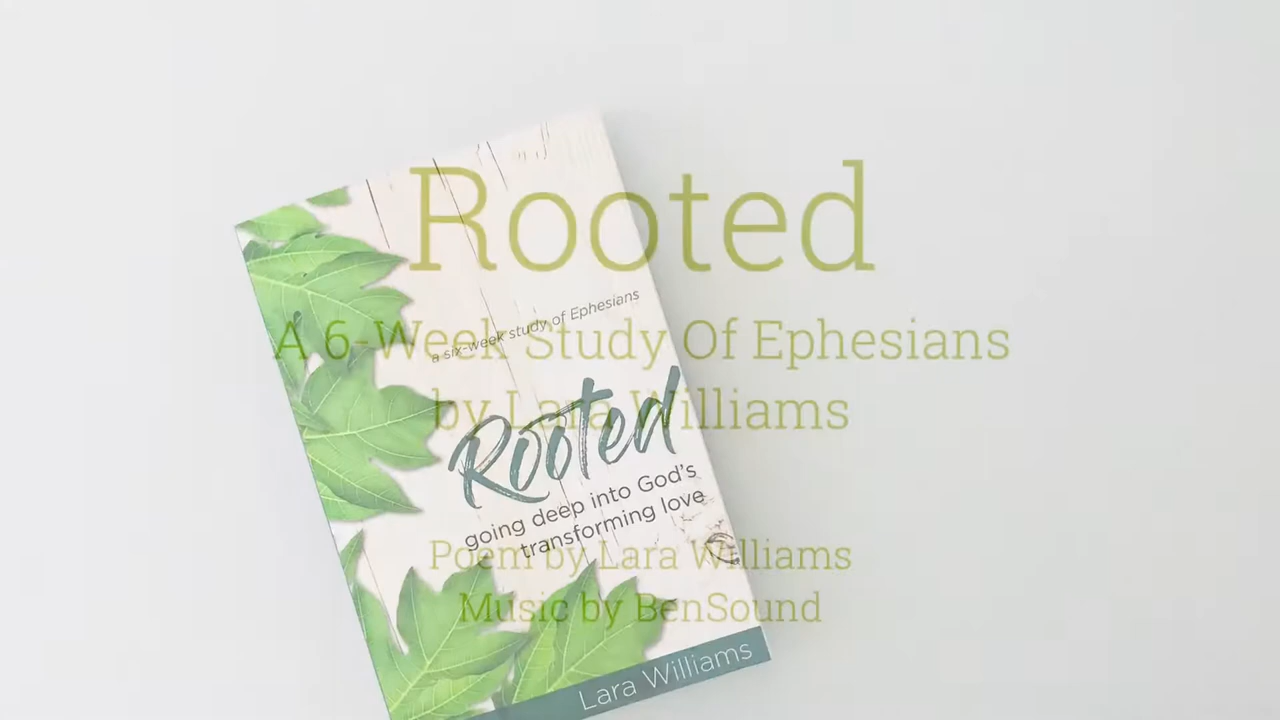 Rooted
A 6-Week Study Of Ephesians
by Lara Williams
Poem by Lara Williams
Music by BenSound
a six-week study of Ephesians
Rooted
going deep into God's
transforming love
Lara Williams